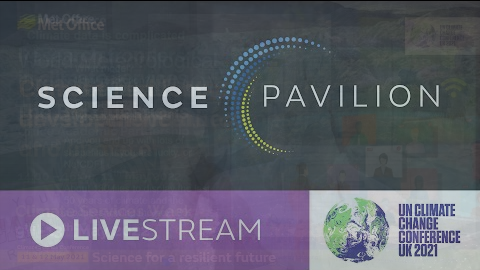 Met Office
SCIENCE PAVILION
LIVESTREAM
UN CLIMATE
CHANGE
CONFERENCE
UK 2021
Science for a resilient future